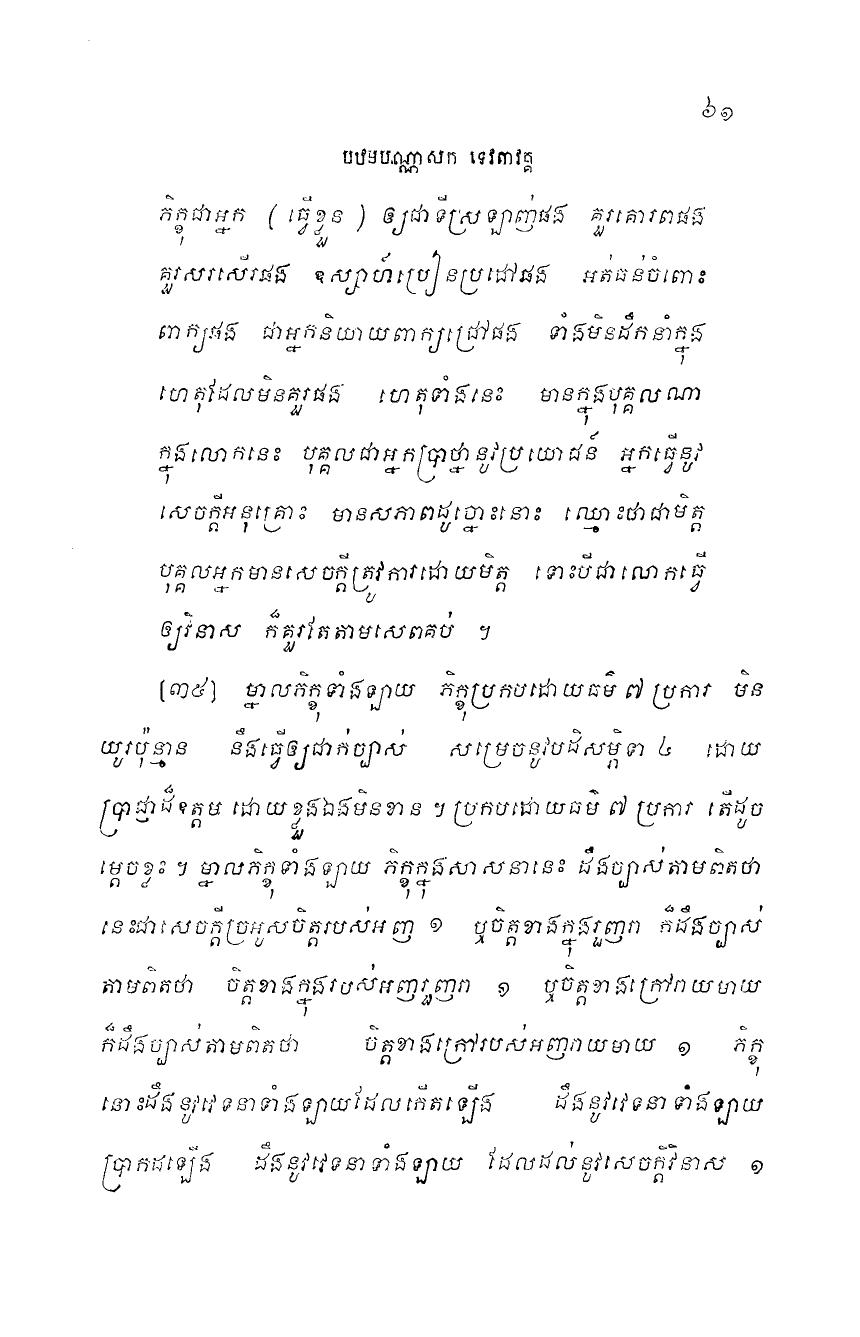 ៦១
បឋមបណ្ណាសក ទេវតាវគ្គ
ភិក្ខុជាអ្នក ( ធ្វើខ្លួន ) ឲ្យជាទីស្រឡាញ់ផង គួរគោរពផង
គួរសរសើរផង ឧស្សាហ៍ប្រៀនប្រដៅផង អត់ធន់ចំពោះ
ពាក្យផង ជាអ្នកនិយាយពាក្យជ្រៅផង ទាំងមិនដឹកនាំក្នុង
ហេតុដែលមិនគួរផង ហេតុទាំងនេះ មានក្នុងបុគ្គលណា
ក្នុងលោកនេះ បុគ្គលជាអ្នកប្រាថ្នានូវប្រយោជន៍ អ្នកធ្វើនូវ
សេចក្តីអនុគ្រោះ មានសភាពដូច្នោះនោះ ឈ្មោះថាជាមិត្ត
បុគ្គលអ្នកមានសេចក្តីត្រូវការដោយមិត្ត ទោះបីជាលោកធ្វើ
ឲ្យវិនាស ក៏គួរតែតាមសេពគប់ ។
[៣៨] ម្នាលភិក្ខុទាំងឡាយ ភិក្ខុប្រកបដោយធម៌ ៧ ប្រការ មិន
យូរប៉ុន្មាន នឹងធ្វើឲ្យជាក់ច្បាស់ សម្រេចនូវបដិសម្ភិទា ៤ ដោយ
ប្រាជ្ញាដ៏ឧត្តម ដោយខ្លួនឯងមិនខាន ។ ប្រកបដោយធម៌ ៧ ប្រការ តើដូច
ម្តេចខ្លះ ។ ម្នាលភិក្ខុទាំងឡាយ ភិក្ខុក្នុងសាសនានេះ ដឹងច្បាស់តាមពិតថា
នេះជាសេចក្តីច្រអូសចិត្តរបស់អញ ១ ឬចិត្តខាងក្នុងរួញរា ក៏ដឹងច្បាស់
តាមពិតថា ចិត្តខាងក្នុងរបស់អញរួញរា ១ ឬចិត្តខាងក្រៅរាយមាយ
ក៏ដឹងច្បាស់តាមពិតថា ចិត្តខាងក្រៅរបស់អញរាយមាយ ១ ភិក្ខុ
នោះដឹងនូវវេទនាទាំងឡាយដែលកើតឡើង ដឹងនូវវេទនាទាំងឡាយ
ប្រាកដឡើង ដឹងនូវវេទនាទាំងឡាយ ដែលដល់នូវសេចក្តីវិនាស ១